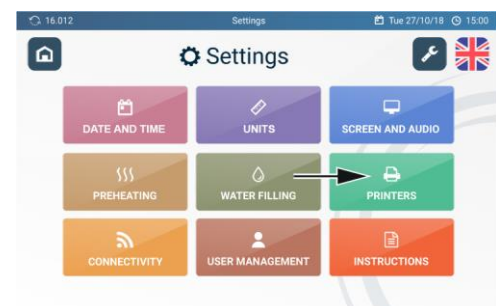 16.012 Settings Tue 27/10/18 15:00
Settings
DATE AND TIME UNITS SCREEN AND AUDIO
PREHEATING WATER FILLING PRINTERS
CONNECTIVITY USER MANAGEMENT INSTRUCTIONS